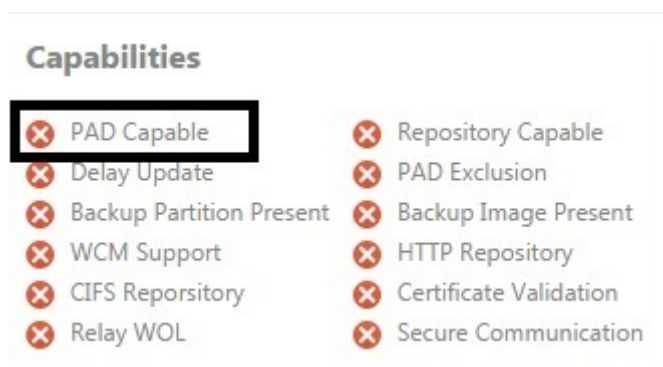 Capabilities
PAD Capable
Repository Capable
Delay Update
PAD Exclusion
Backup Partition Present
Backup Image Present
WCM Support
HTTP Repository
CIFS Reporsitory
Certificate Validation
Relay WOL
Secure Communication